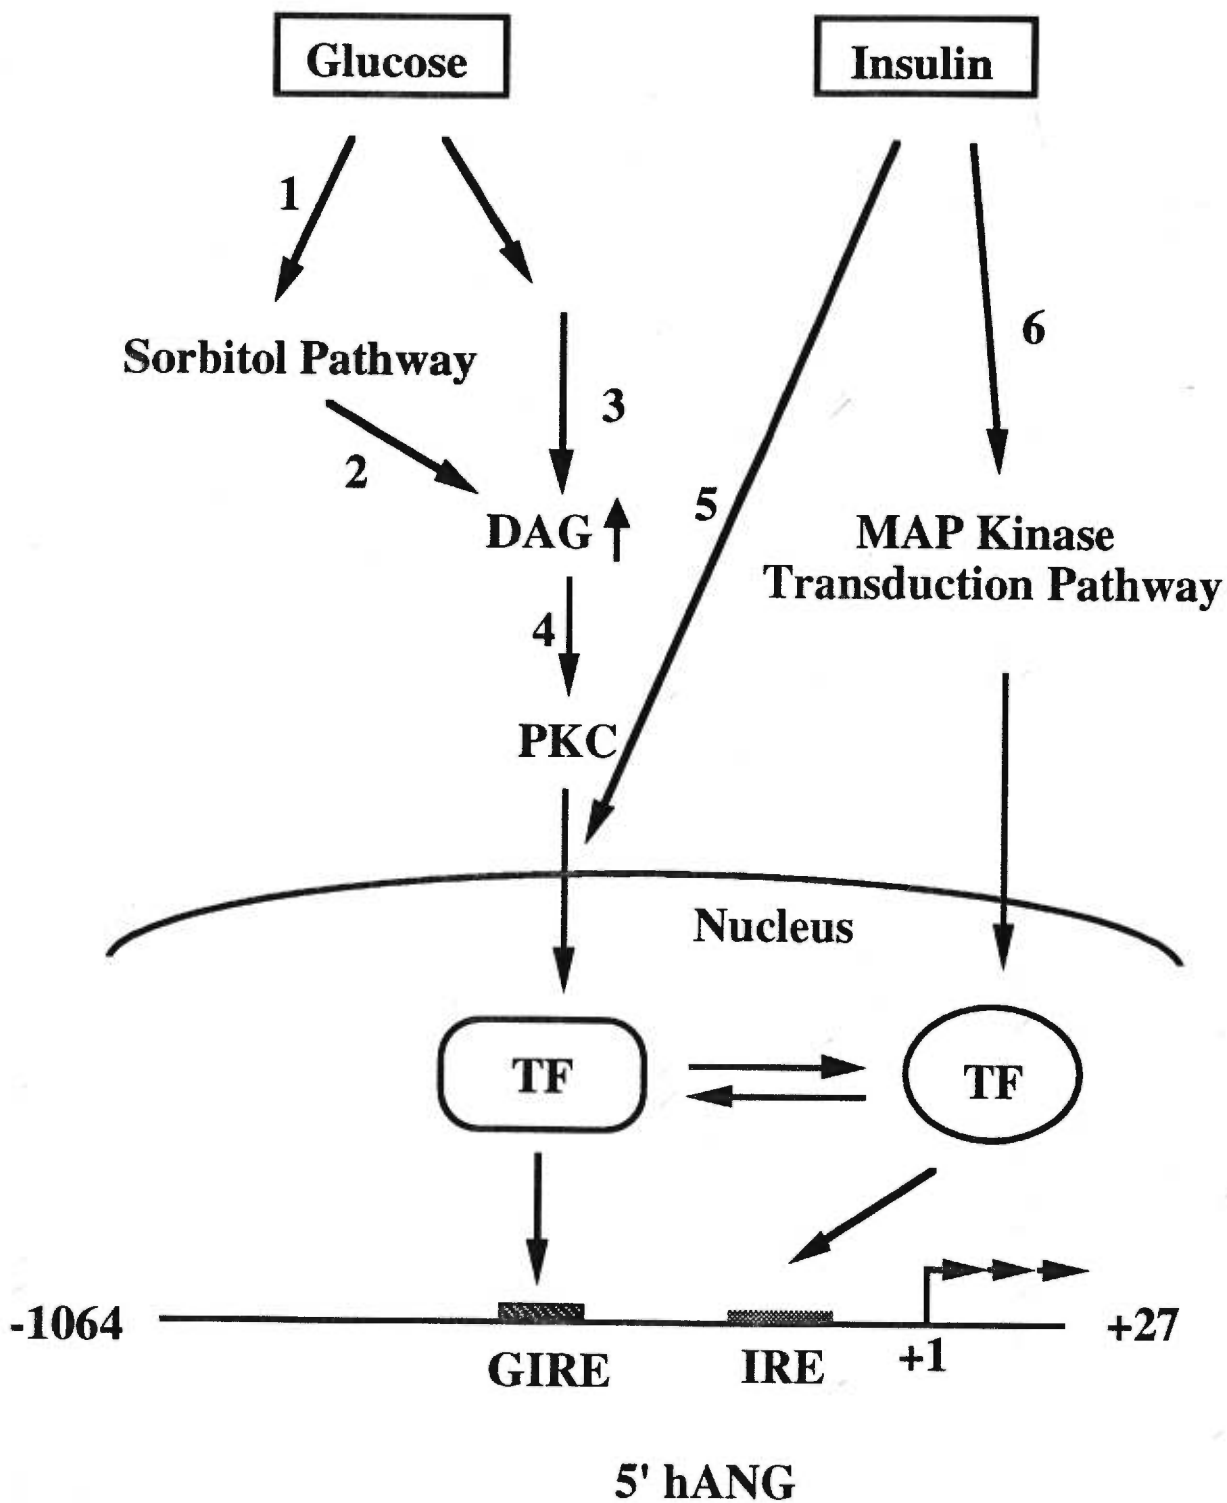 Glucose
Insulin
1
6
Sorbitol Pathway
3
2
5
DAG
MAP Kinase
Transduction Pathway
4
PKC
Nucleus
TF
TF
-1064
+27
GIRE
IRE
+1
5' hANG